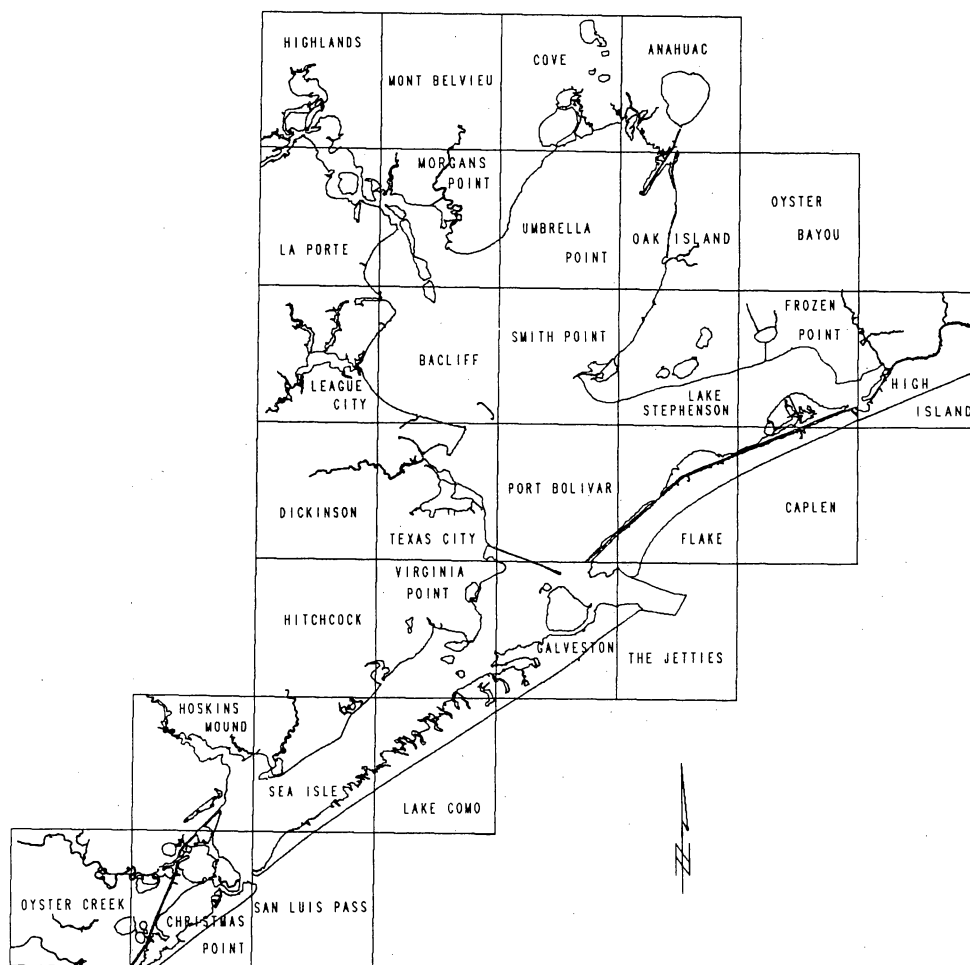 HIGHLANDS
MONT BELVIEU
COVE
ANAHUAC
MORGANS
POINT
LA PORTE
UMBRELLA
POINT
OAK ISLAND
OYSTER
BAYOU
LEAGUE
CITY
BACLIFF
SMITH POINT
LAKE
STEPHENSON
FROZEN
POINT
HIGH
ISLAND
DICKINSON
TEXAS CITY
PORT BOLIVAR
FLAKE
CAPLEN
HITCHCOCK
VIRGINIA
POINT
GALVESTON
THE JETTIES
HOSKINS
MOUND
SEA ISLE
LAKE COMO
OYSTER CREEK
CHRISTMAS
POINT
SAN LUIS PASS
N